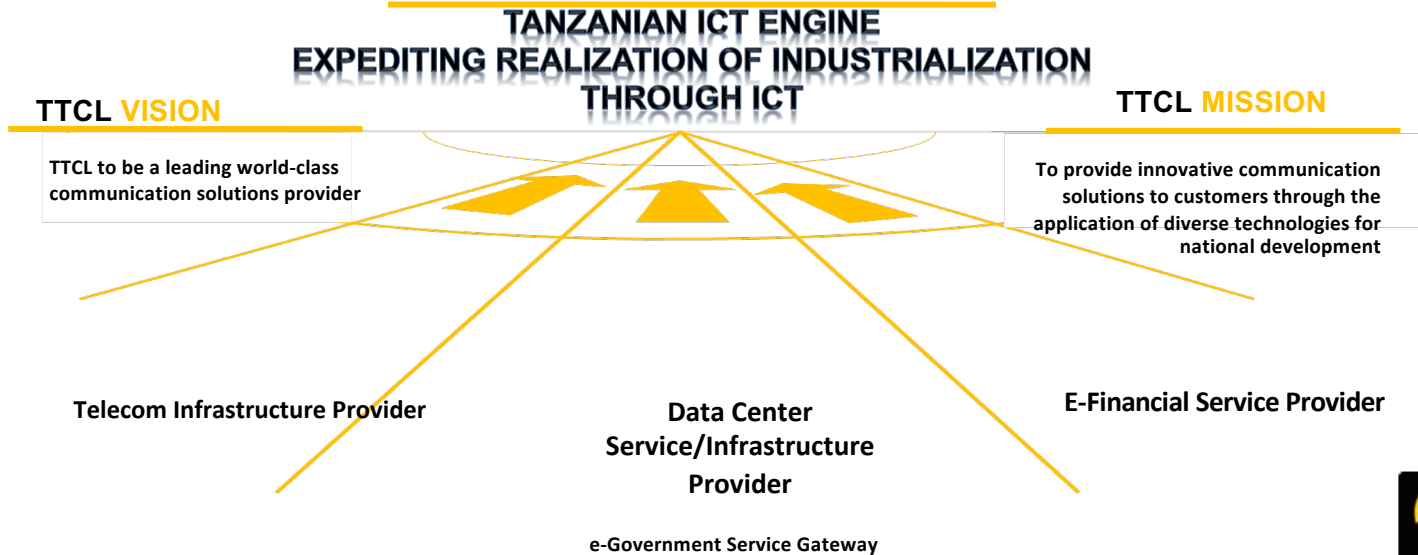 TANZANIAN ICT ENGINE
EXPEDITING REALIZATION OF INDUSTRIALIZATION
THROUGH ICT
TTCL VISION
TTCL to be a leading world-class
communication solutions provider
TTCL MISSION
To provide innovative communication
solutions to customers through the
application of diverse technologies for
national development
Telecom Infrastructure Provider
Data Center
Service/Infrastructure
Provider
E-Financial Service Provider
e-Government Service Gateway